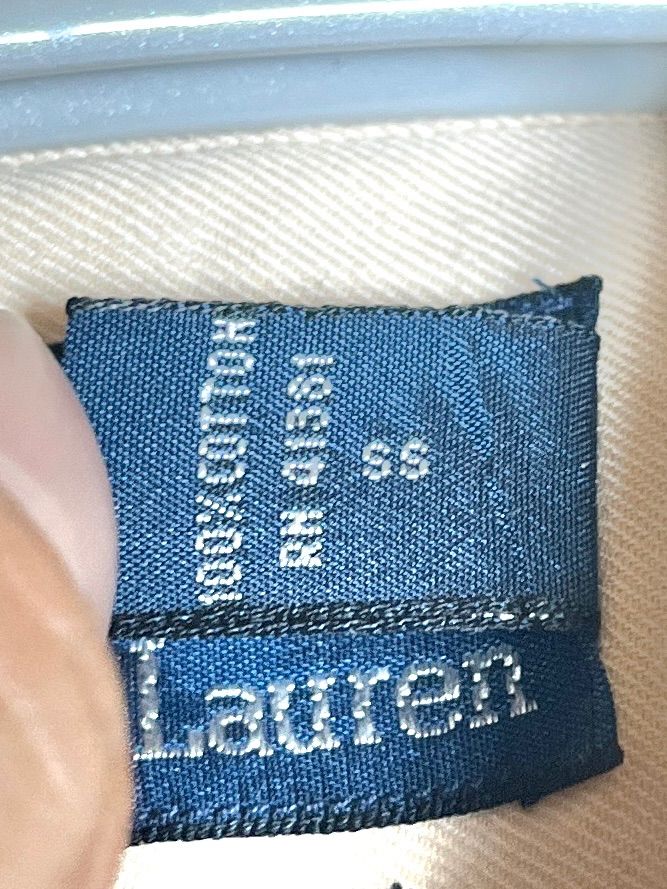 100% COTTON
RN 41381
SS
Lauren